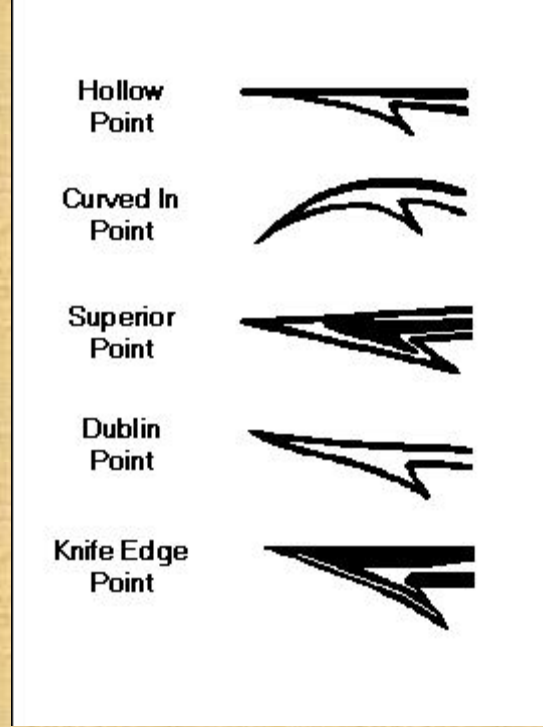 Hollow
Point
Curved In
Point
Superior
Point
Dublin
Point
Knife Edge
Point